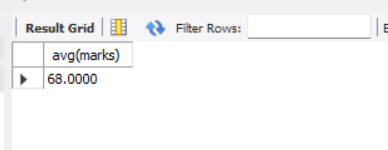 Result Grid Filter Rows:
avg(marks)
68.0000